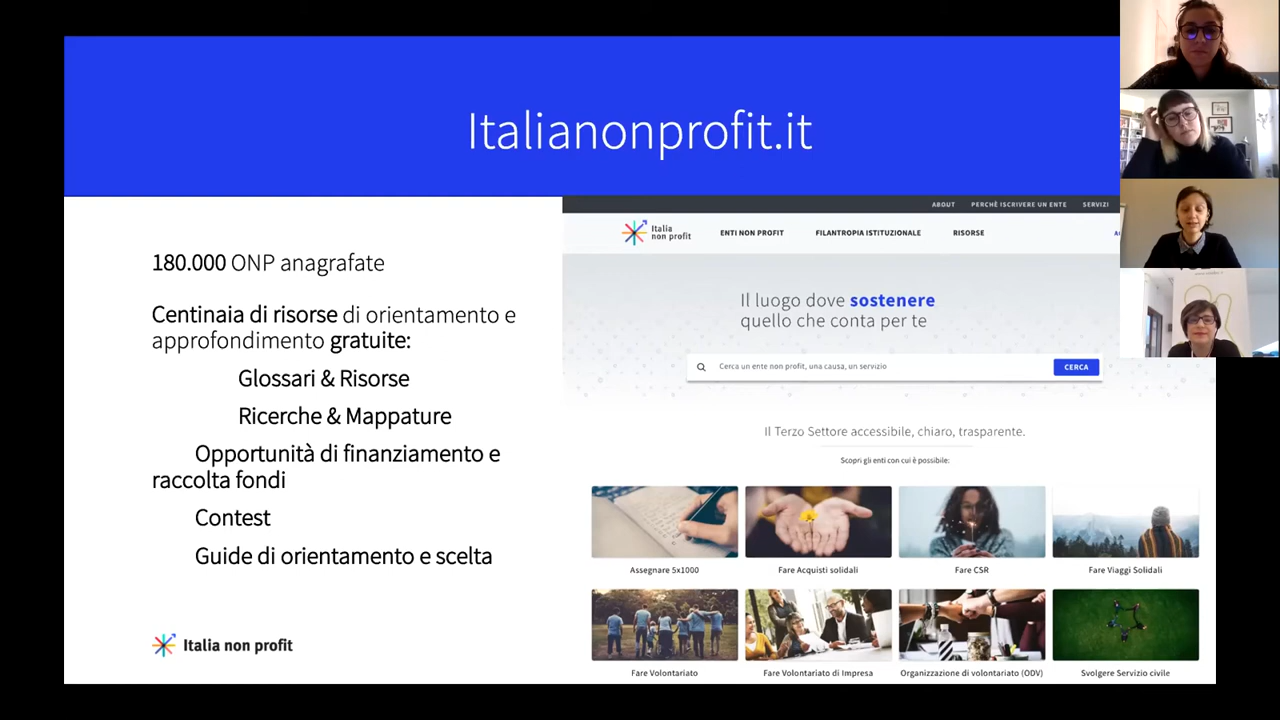 Italianonprofit.it
180.000 ONP anagrafate
Centinaia di risorse di orientamento e
approfondimento gratuite:
Glossari & Risorse
Ricerche & Mappature
Opportunità di finanziamento e
raccolta fondi
Contest
Guide di orientamento e scelta
Italia non profit
ABOUT PERCHÈ ISCRIVERE UN ENTE SERVIZI
Italia
non profit
ENTI NON PROFIT FILANTROPIA ISTITUZIONALE RISORSE
Il luogo dove sostenere
quello che conta per te
Cerca un ente non profit, una causa, un servizio CERCA
Il Terzo Settore accessibile, chiaro, trasparente.
Scopri gli enti con cui è possibile:
Assegnare 5x1000 Fare Acquisti solidali Fare CSR Fare Viaggi Solidali
Fare Volontariato Fare Volontariato di Impresa Organizzazione di volontariato (ODV) Svolgere Servizio civile